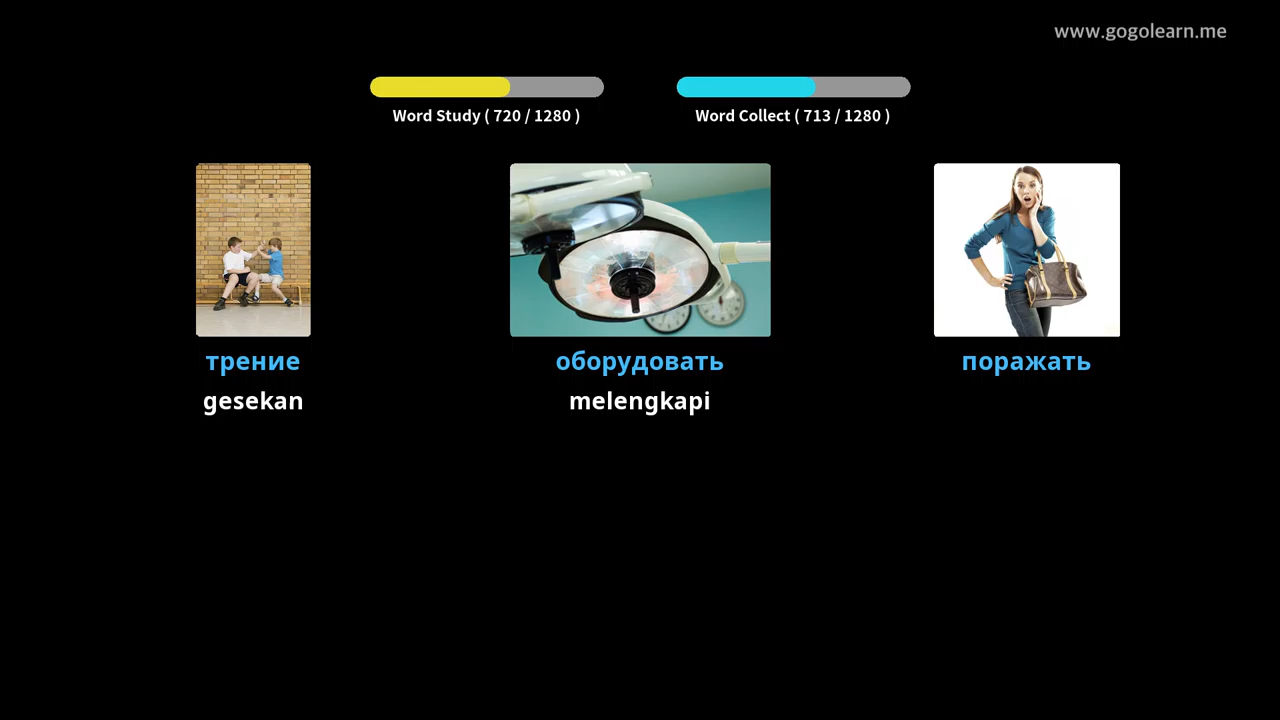 www.gogolearn.me
Word Study ( 720 / 1280 )
Word Collect ( 713 / 1280 )
трение
оборудовать
поражать
gesekan
melengkapi